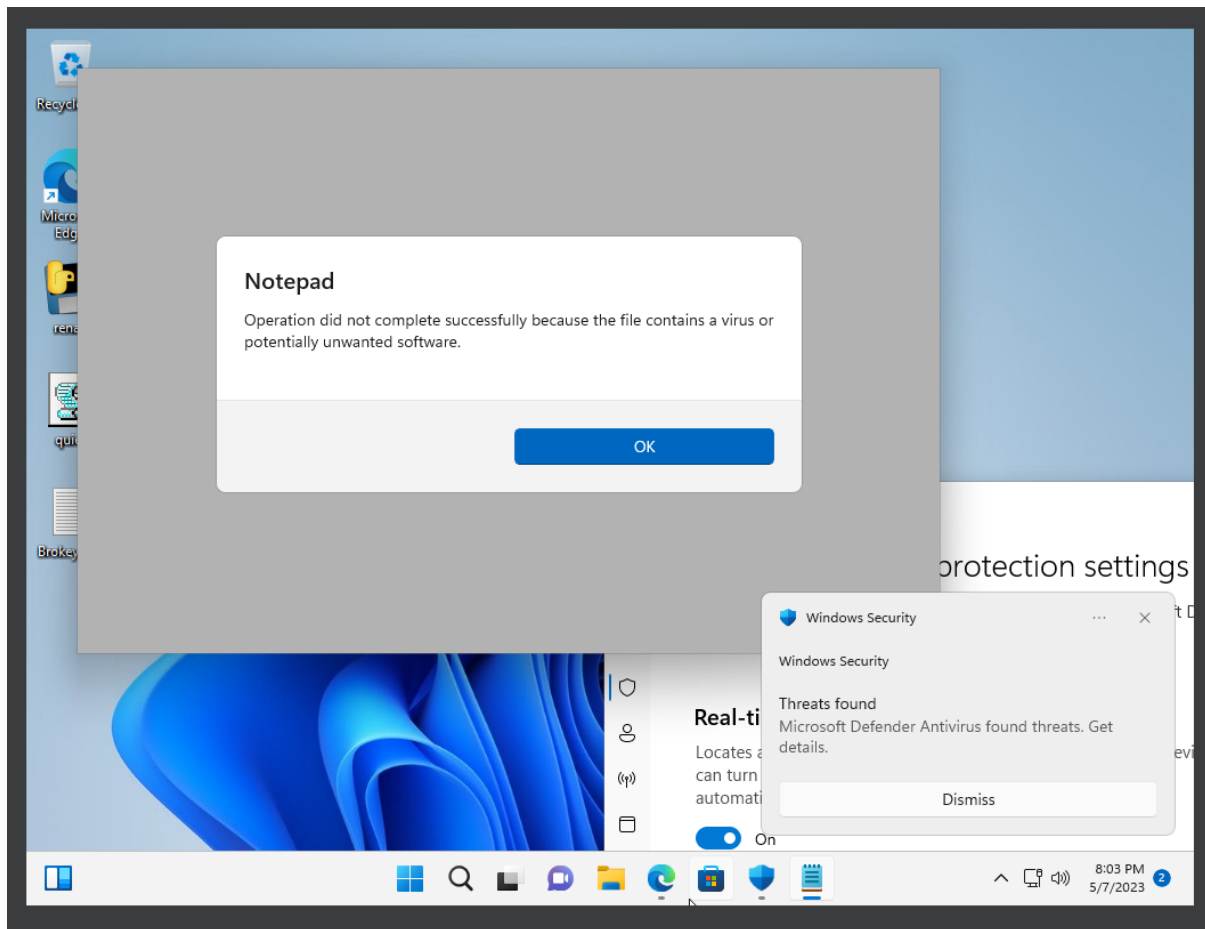 Recycl
Micro
Edg
rena
quic
Brokey
Notepad
Operation did not complete successfully because the file contains a virus or
potentially unwanted software.
OK
protection settings
t D
Windows Security
Windows Security
Threats found
Microsoft Defender Antivirus found threats. Get
details.
Dismiss
Real-ti
Locates a
evi
can turn
automati
On
8:03 PM
5/7/2023
2